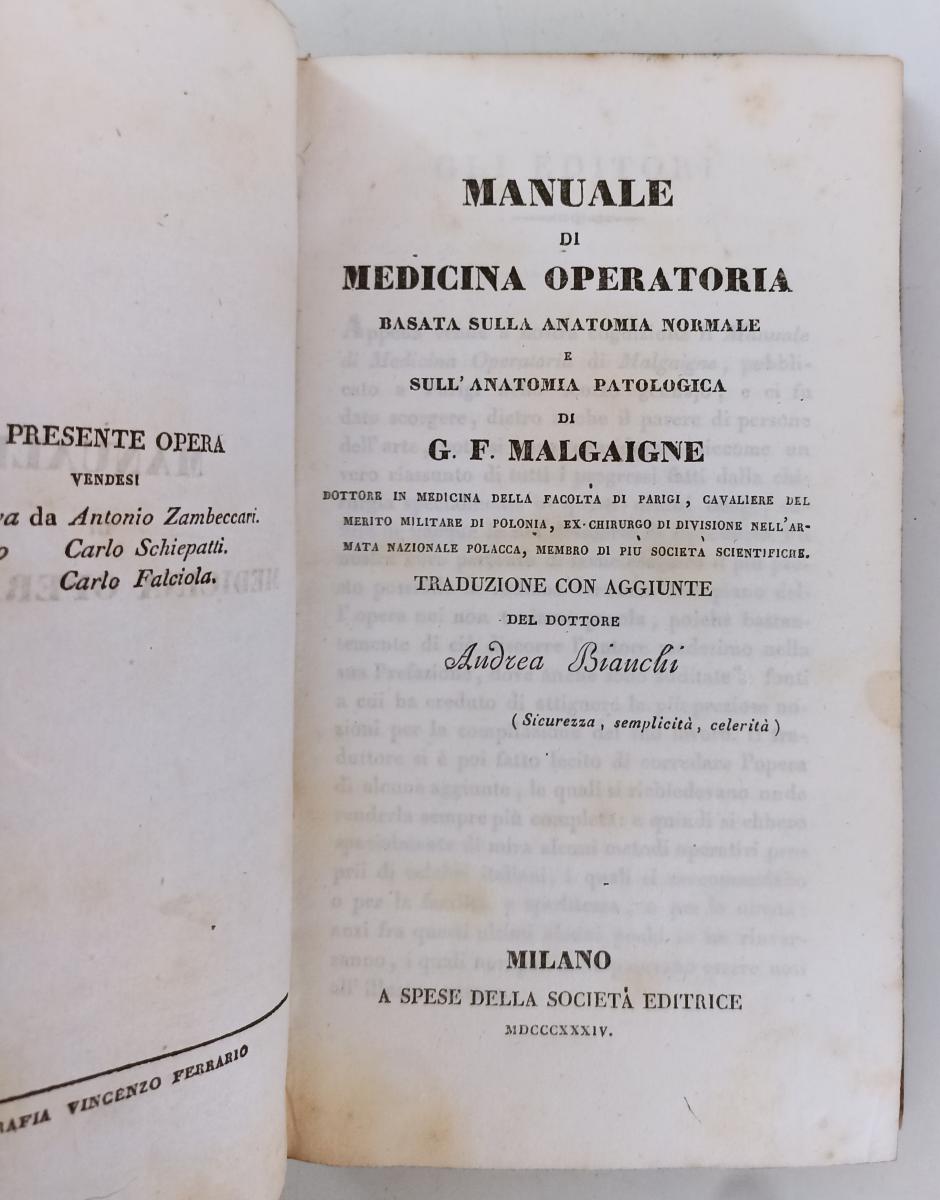 PRESENTE OPERA
VENDESI
da Antonio Zambeccari.
Carlo Schiepatti.
Carlo Falciola.
VINCENZO FERRARIO
MANUALE
DI
MEDICINA OPERATORIA
BASATA SULLA ANATOMIA NORMALE
E
SULL'ANATOMIA PATOLOGICA
DI
G. F. MALGAIGNE
DOTTORE IN MEDICINA DELLA FACOLTÀ DI PARIGI, CAVALIERE DEL
MERITO MILITARE DI POLONIA, EX-CHIRURGO DI DIVISIONE NELL'AR-
MATA NAZIONALE POLACCA, MEMBRO DI PIÙ SOCIETÀ SCIENTIFICHE.
TRADUZIONE CON AGGIUNTE
DEL DOTTORE
Andrea Bianchi
(Sicurezza, semplicità, celerità)
MILANO
A SPESE DELLA SOCIETÀ EDITRICE
MDCCCXXXIV.